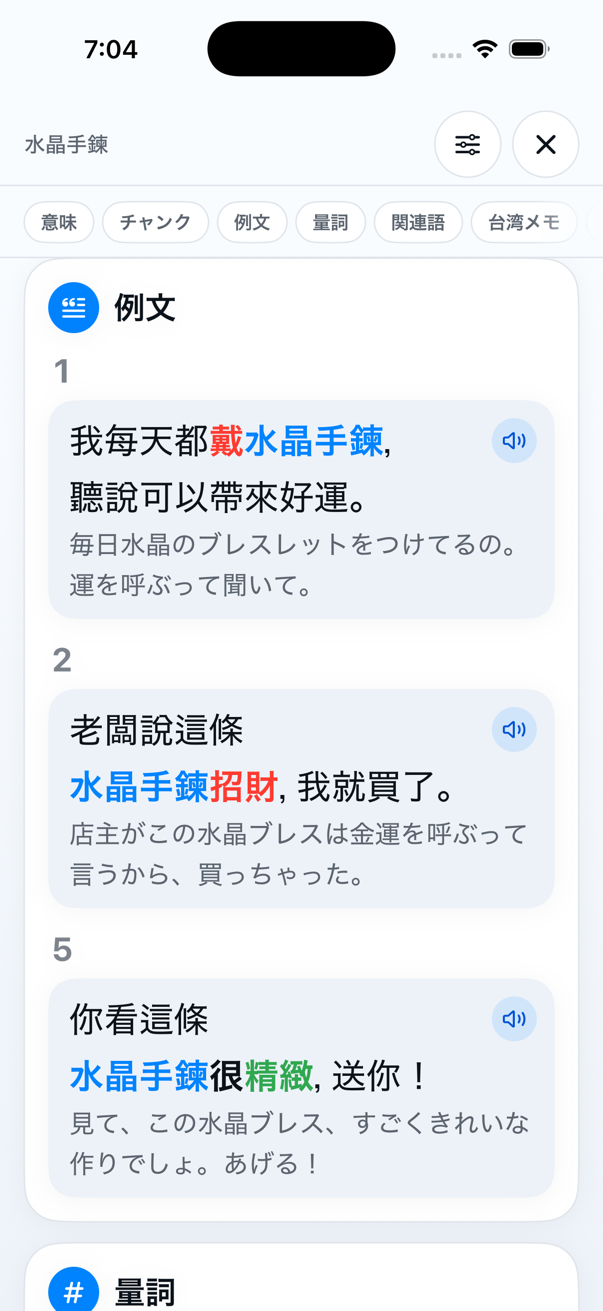 7:04
水晶手鍊
意味 チャンク 例文 量詞 関連語 台湾メモ
例文
1
我每天都戴水晶手鍊,
聽說可以帶來好運。
毎日水晶のブレスレットをつけてるの。
運を呼ぶって聞いて。
2
老闆說這條
水晶手鍊招財, 我就買了。
店主がこの水晶ブレスは金運を呼ぶって
言うから、買っちゃった。
5
你看這條
水晶手鍊很精緻, 送你！
見て、この水晶ブレス、すごくきれいな
作りでしょ。あげる！
# 量詞